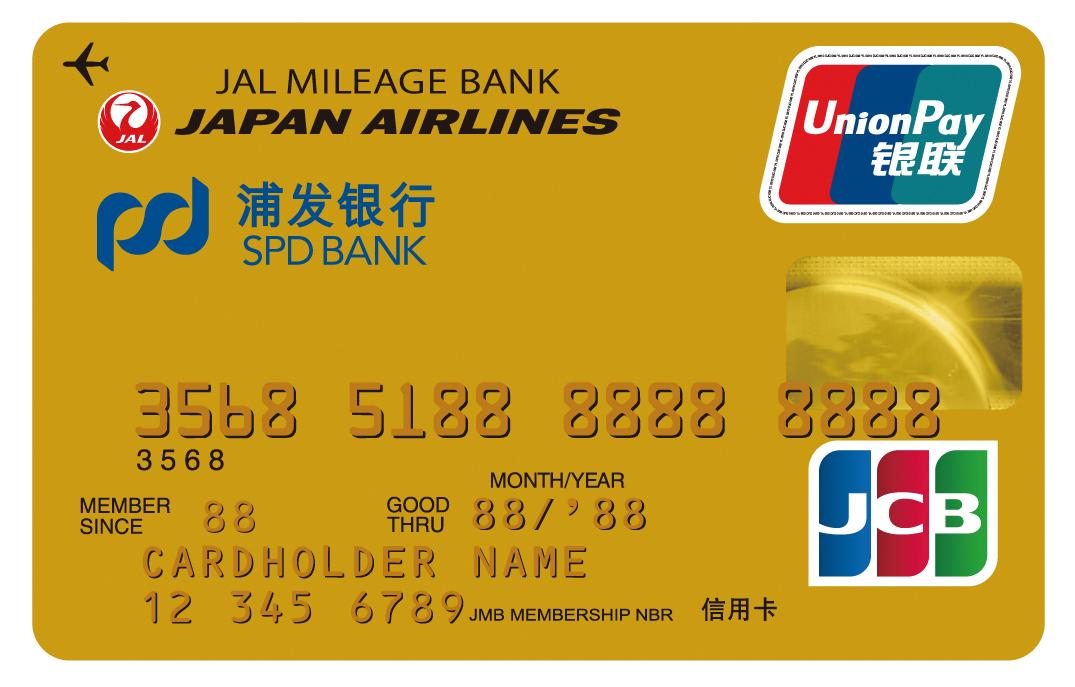 JAL MILEAGE BANK
JAPAN AIRLINES
JAL
UnionPay
银联
浦发银行
SPD BANK
3568 5188 8888 8888
3568
MONTH/YEAR
MEMBER SINCE 88 GOOD THRU 88/’88
CARDHOLDER NAME
12 345 6789 JMB MEMBERSHIP NBR 信用卡
JCB